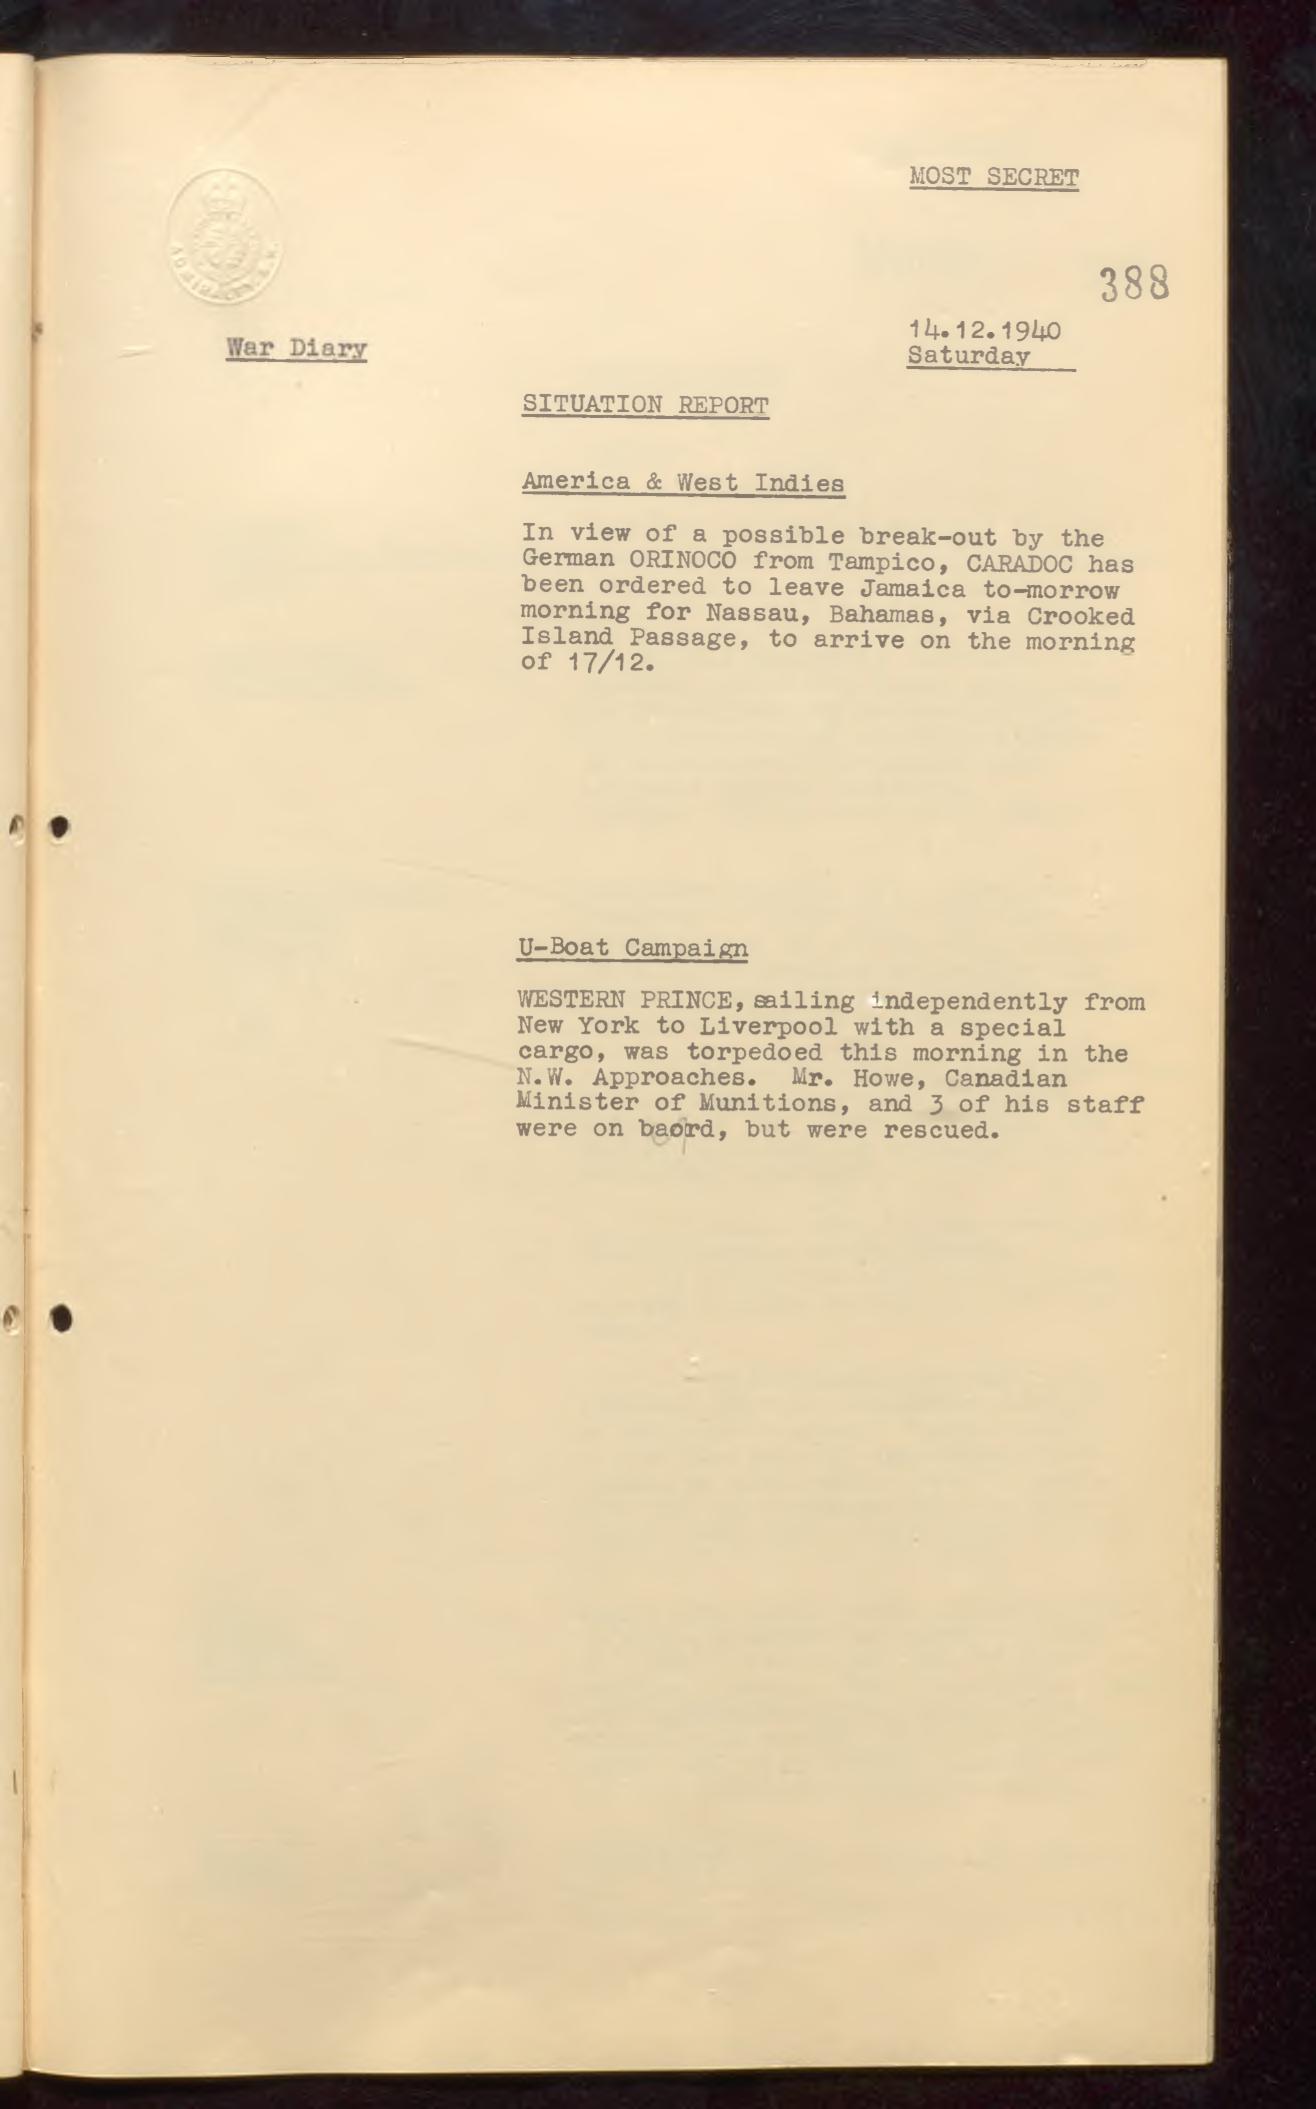 MOST SECRET
388
14.12.1940
Saturday
War Diary
SITUATION REPORT
America & West Indies
In view of a possible break-out by the
German ORINOCO from Tampico, CARADOC has
been ordered to leave Jamaica to-morrow
morning for Nassau, Bahamas, via Crooked
Island Passage, to arrive on the morning
of 17/12.
U-Boat Campaign
WESTERN PRINCE, sailing independently from
New York to Liverpool with a special
cargo, was torpedoed this morning in the
N.W. Approaches. Mr. Howe, Canadian
Minister of Munitions, and 3 of his staff
were on baord, but were rescued.